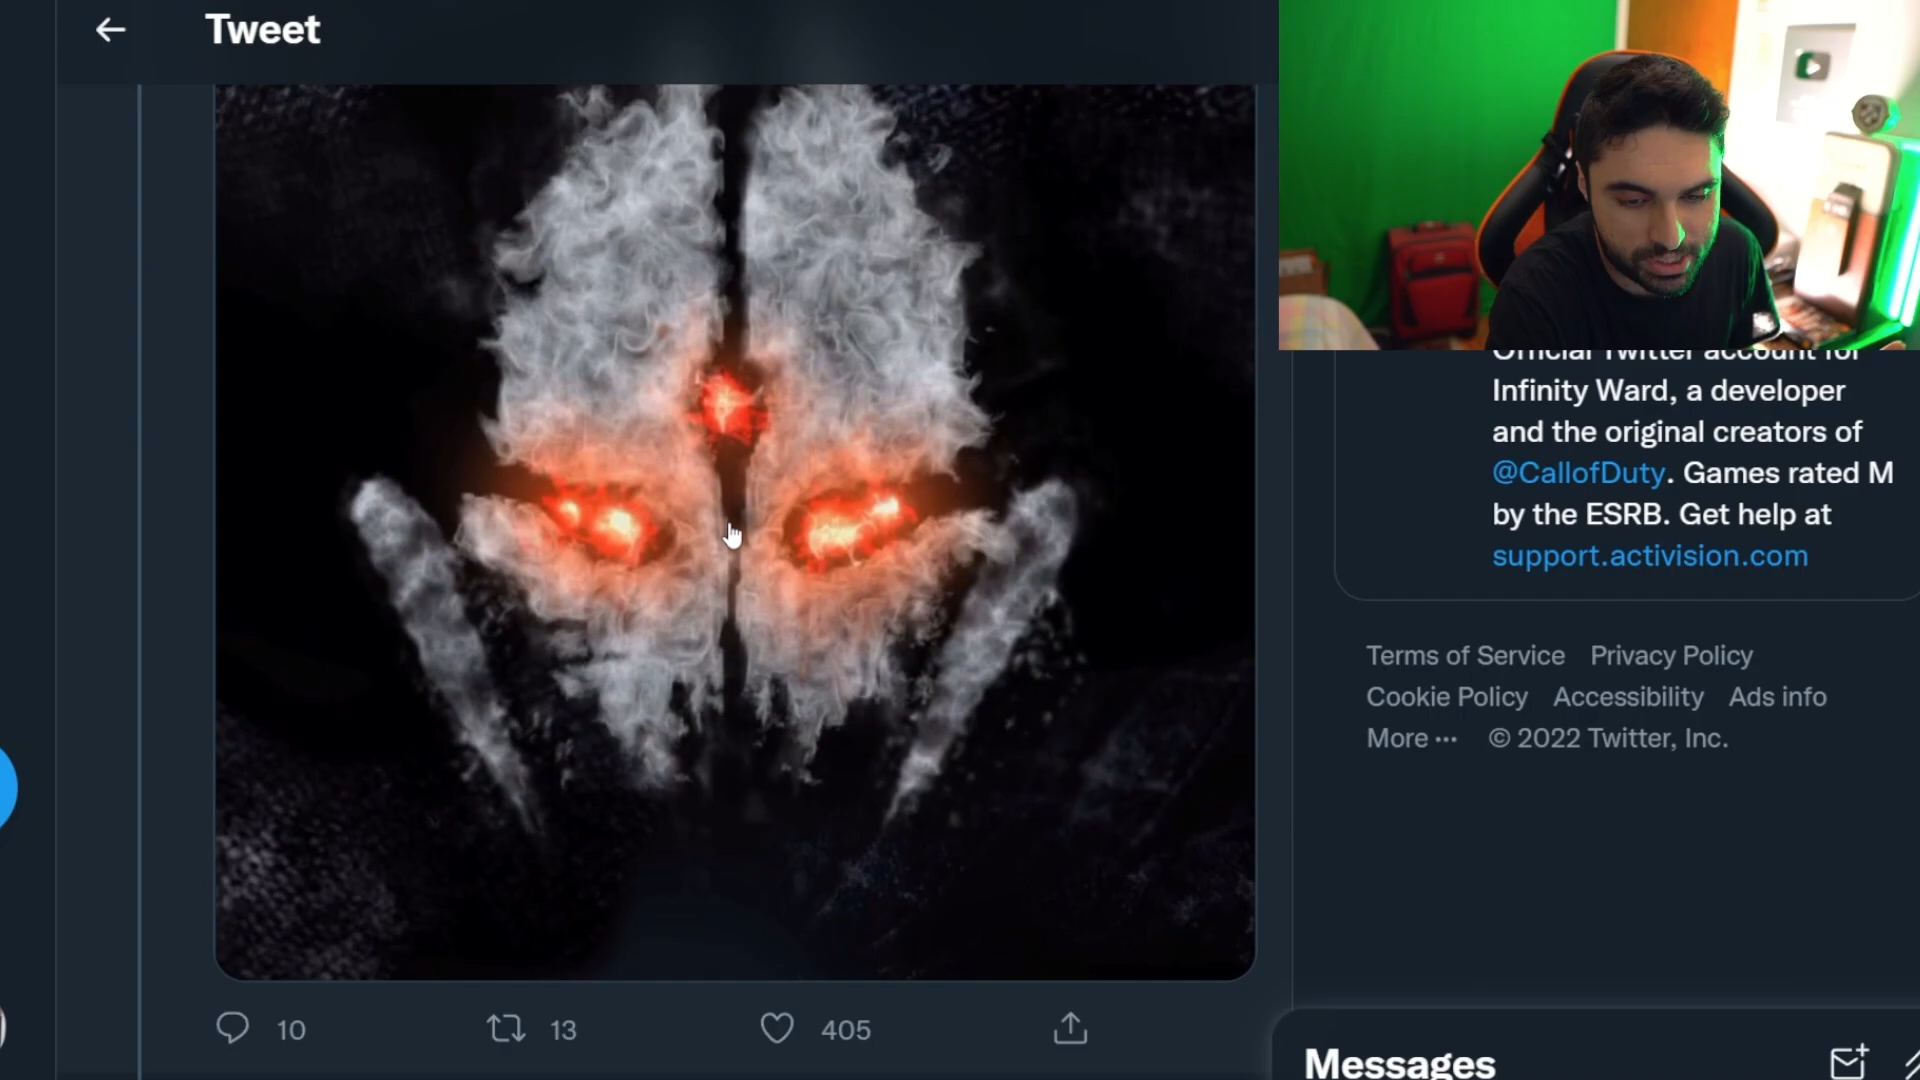 Tweet
Official Twitter account for
Infinity Ward, a developer
and the original creators of
@CallofDuty. Games rated M
by the ESRB. Get help at
support.activision.com
Terms of Service Privacy Policy
Cookie Policy Accessibility Ads info
More ··· © 2022 Twitter, Inc.
10 13 405
Messages